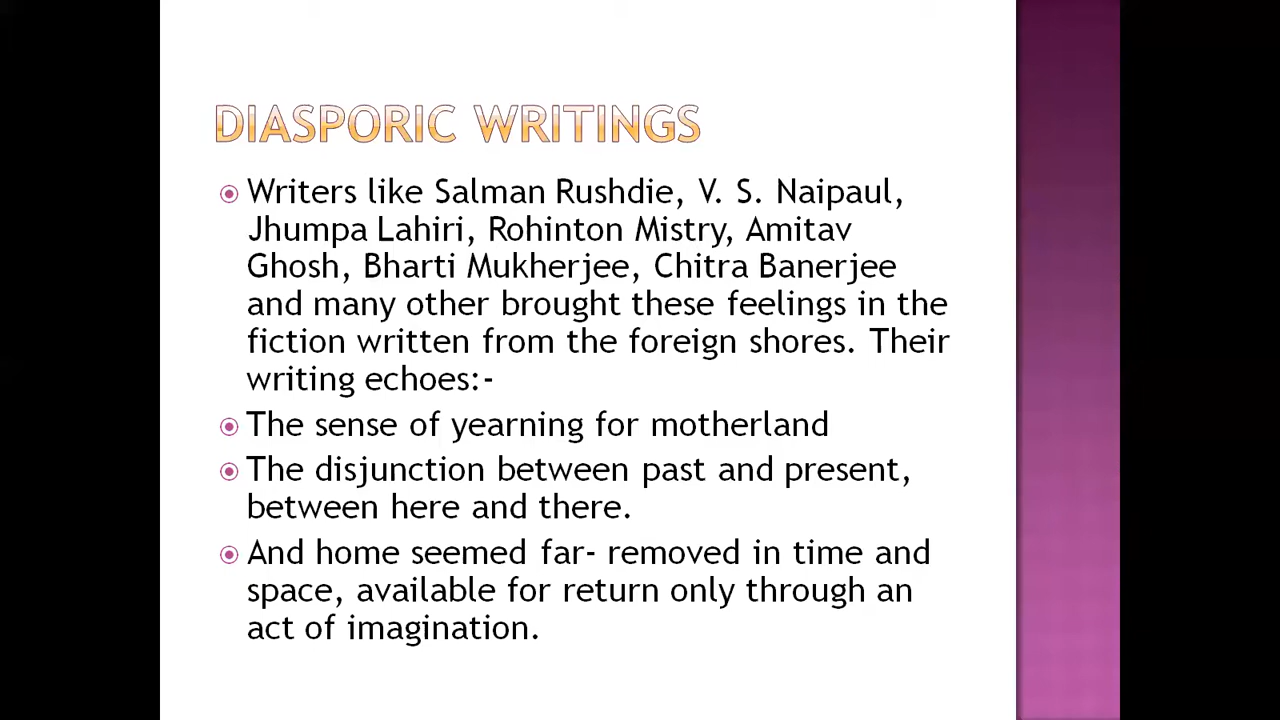 DIASPORIC WRITINGS
Writers like Salman Rushdie, V. S. Naipaul,
Jhumpa Lahiri, Rohinton Mistry, Amitav
Ghosh, Bharti Mukherjee, Chitra Banerjee
and many other brought these feelings in the
fiction written from the foreign shores. Their
writing echoes:-
The sense of yearning for motherland
The disjunction between past and present,
between here and there.
And home seemed far- removed in time and
space, available for return only through an
act of imagination.